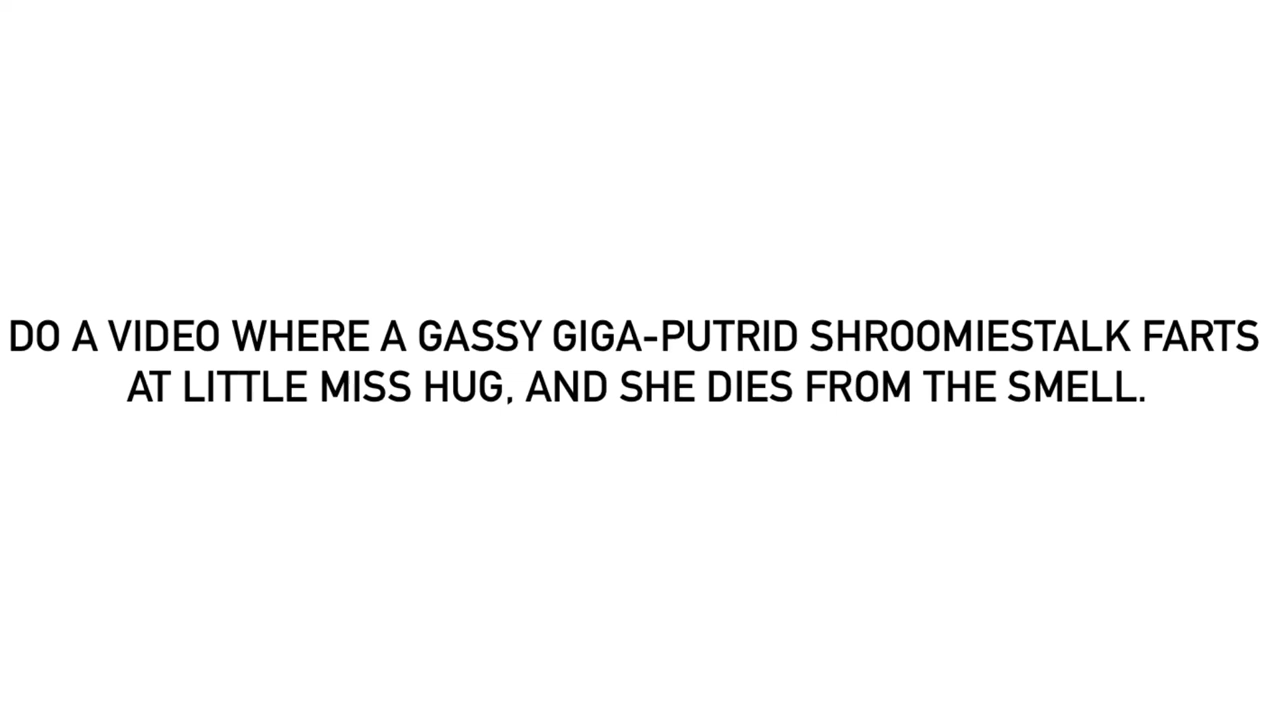 DO A VIDEO WHERE A GASSY GIGA-PUTRID SHROOMIESTALK FARTS
AT LITTLE MISS HUG, AND SHE DIES FROM THE SMELL.